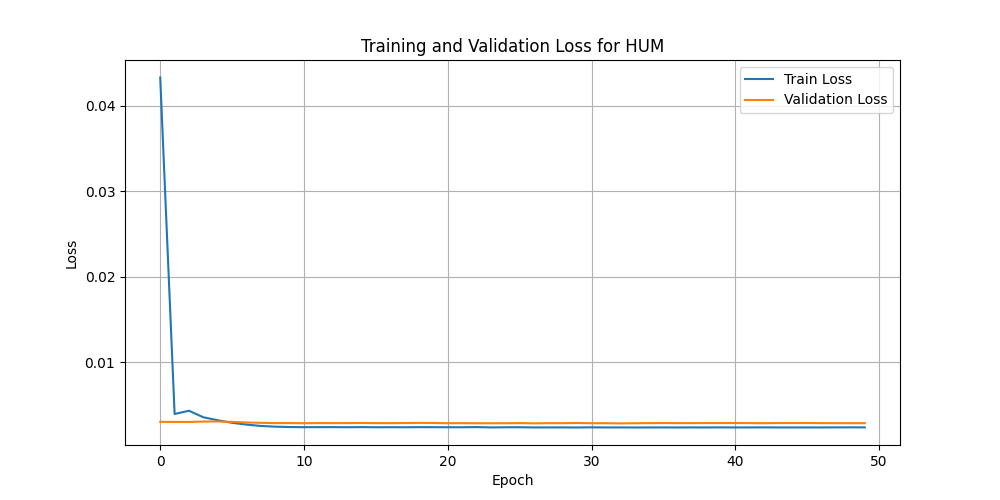 Training and Validation Loss for HUM
Train Loss
Validation Loss
0.04
0.03
0.02
0.01
Loss
0
10
20
30
40
50
Epoch